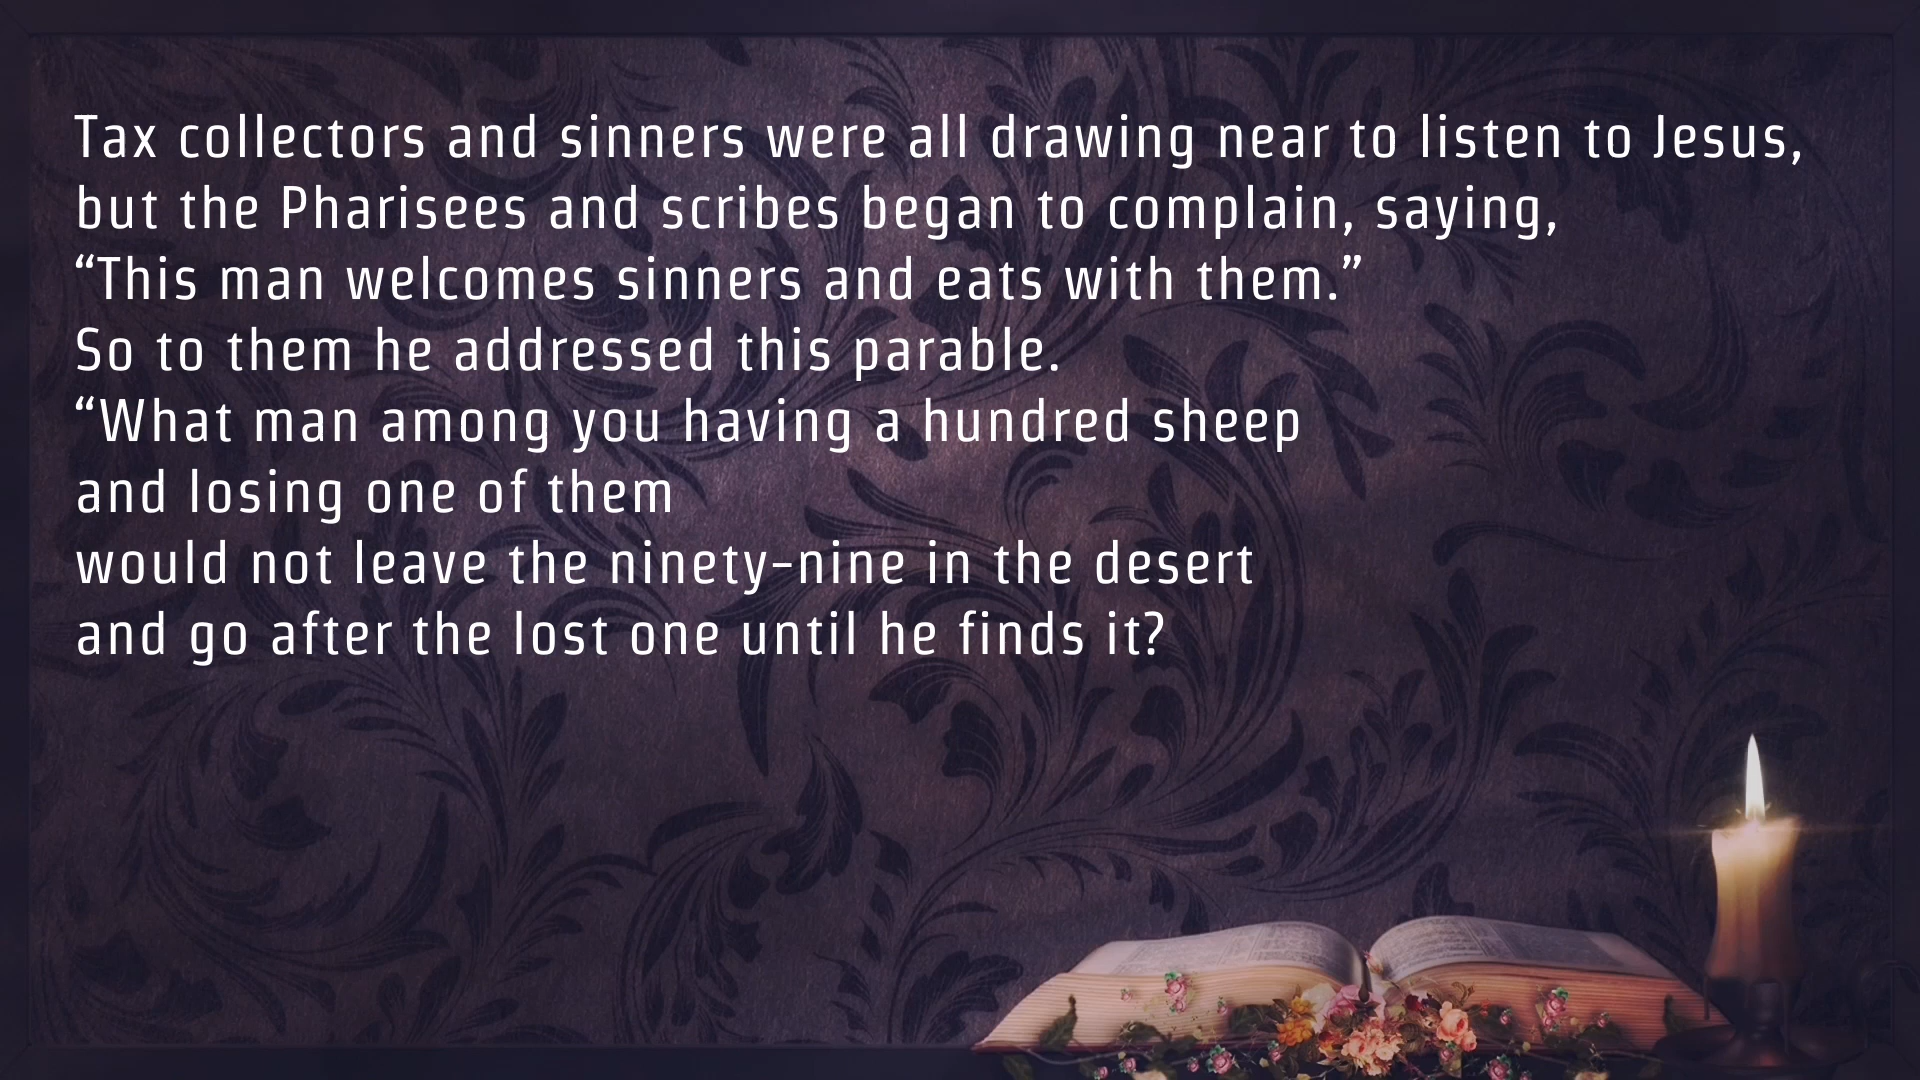 Tax collectors and sinners were all drawing near to listen to Jesus,
but the Pharisees and scribes began to complain, saying,
“This man welcomes sinners and eats with them.”
So to them he addressed this parable.
“What man among you having a hundred sheep
and losing one of them
would not leave the ninety-nine in the desert
and go after the lost one until he finds it?